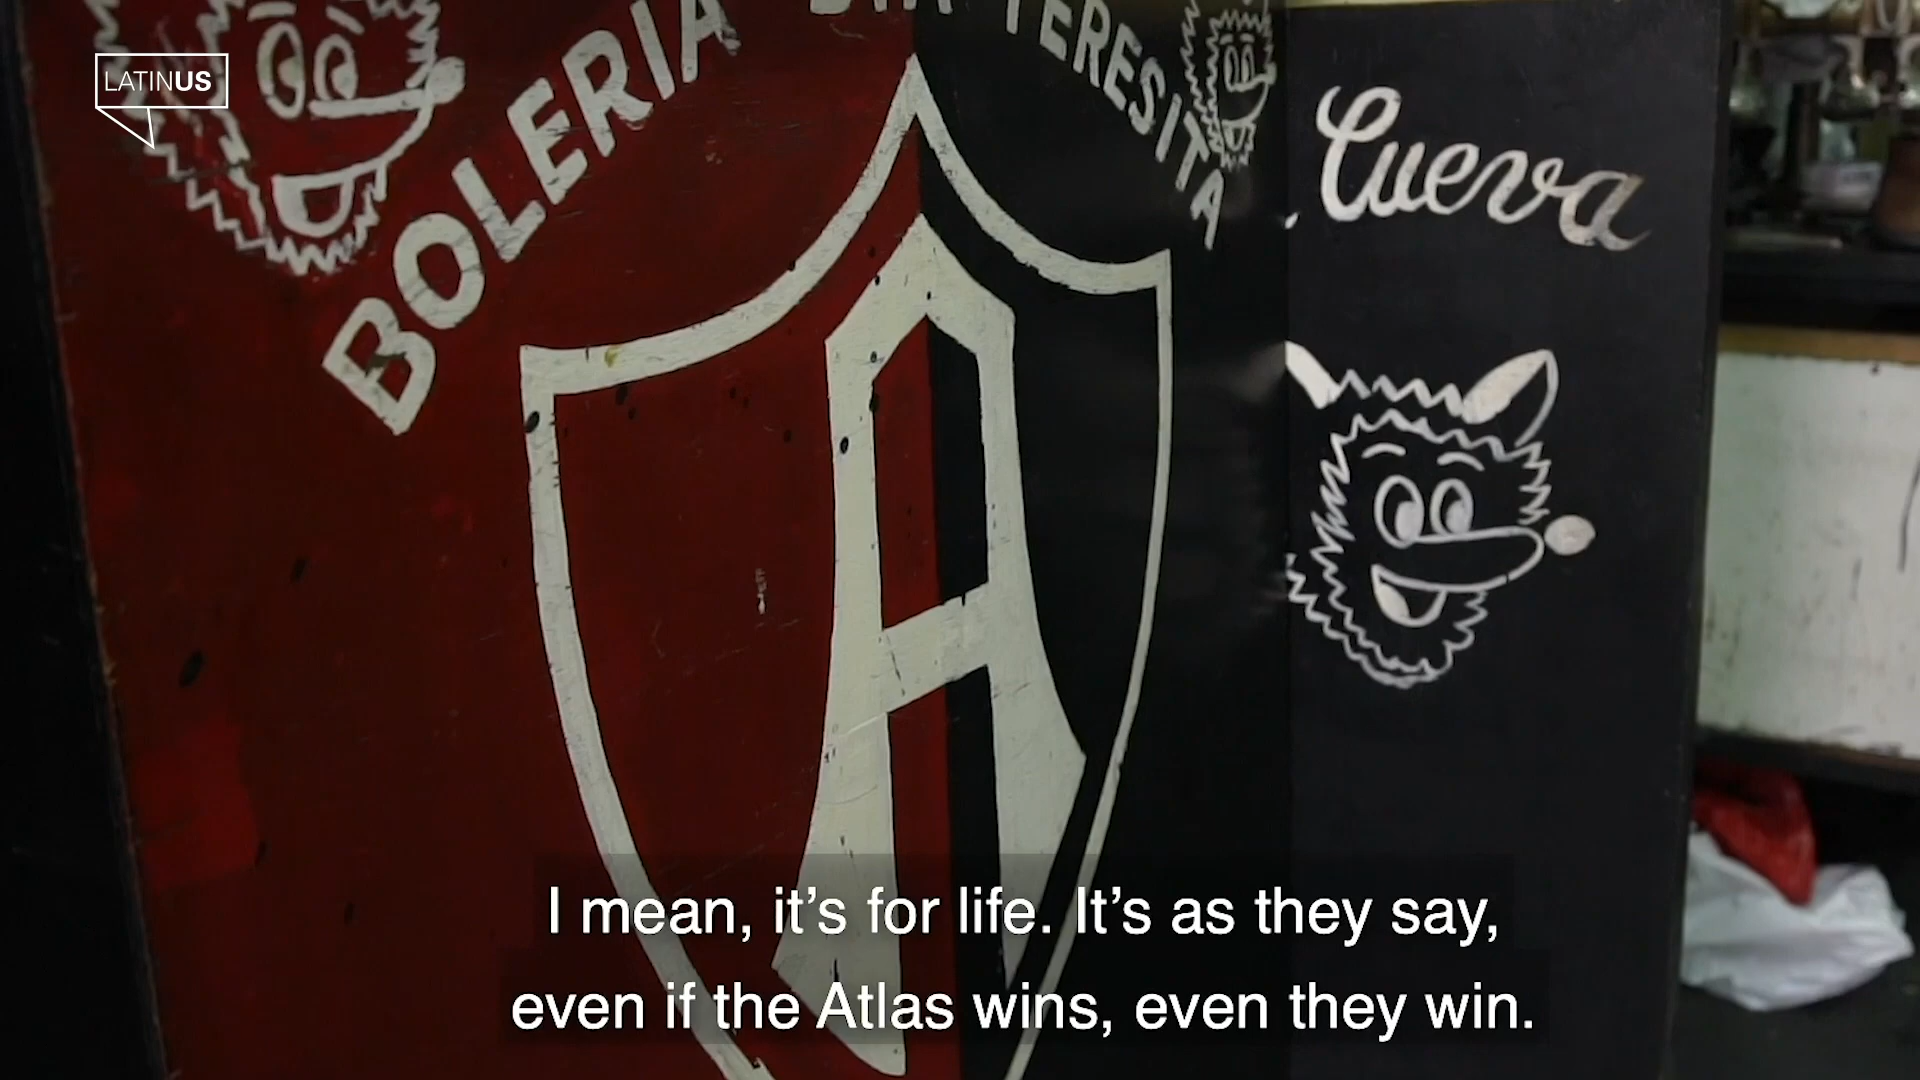 LATINUS
BOLERIA STA TERESITA
Cueva
A
I mean, it's for life. It's as they say,
even if the Atlas wins, even they win.